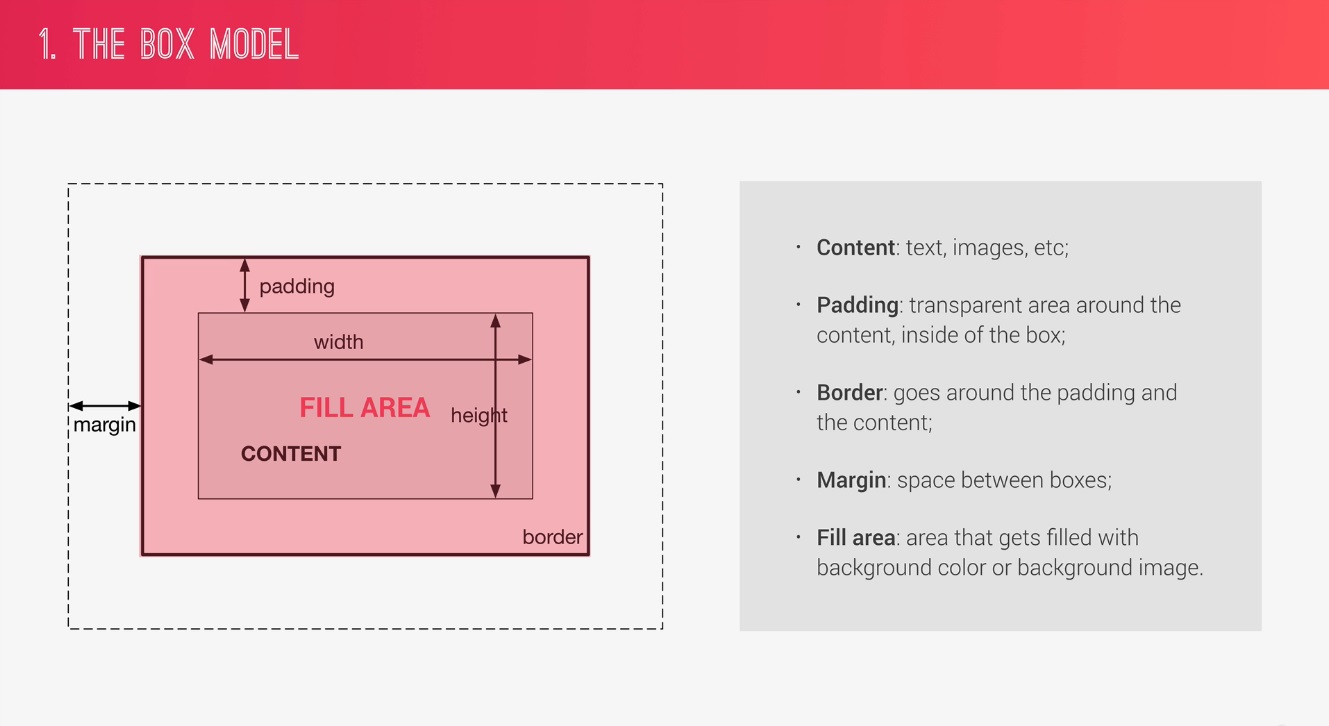 1. THE BOX MODEL
padding
width
FILL AREA
height
CONTENT
margin
border
• Content: text, images, etc;
• Padding: transparent area around the
content, inside of the box;
• Border: goes around the padding and
the content;
• Margin: space between boxes;
• Fill area: area that gets filled with
background color or background image.